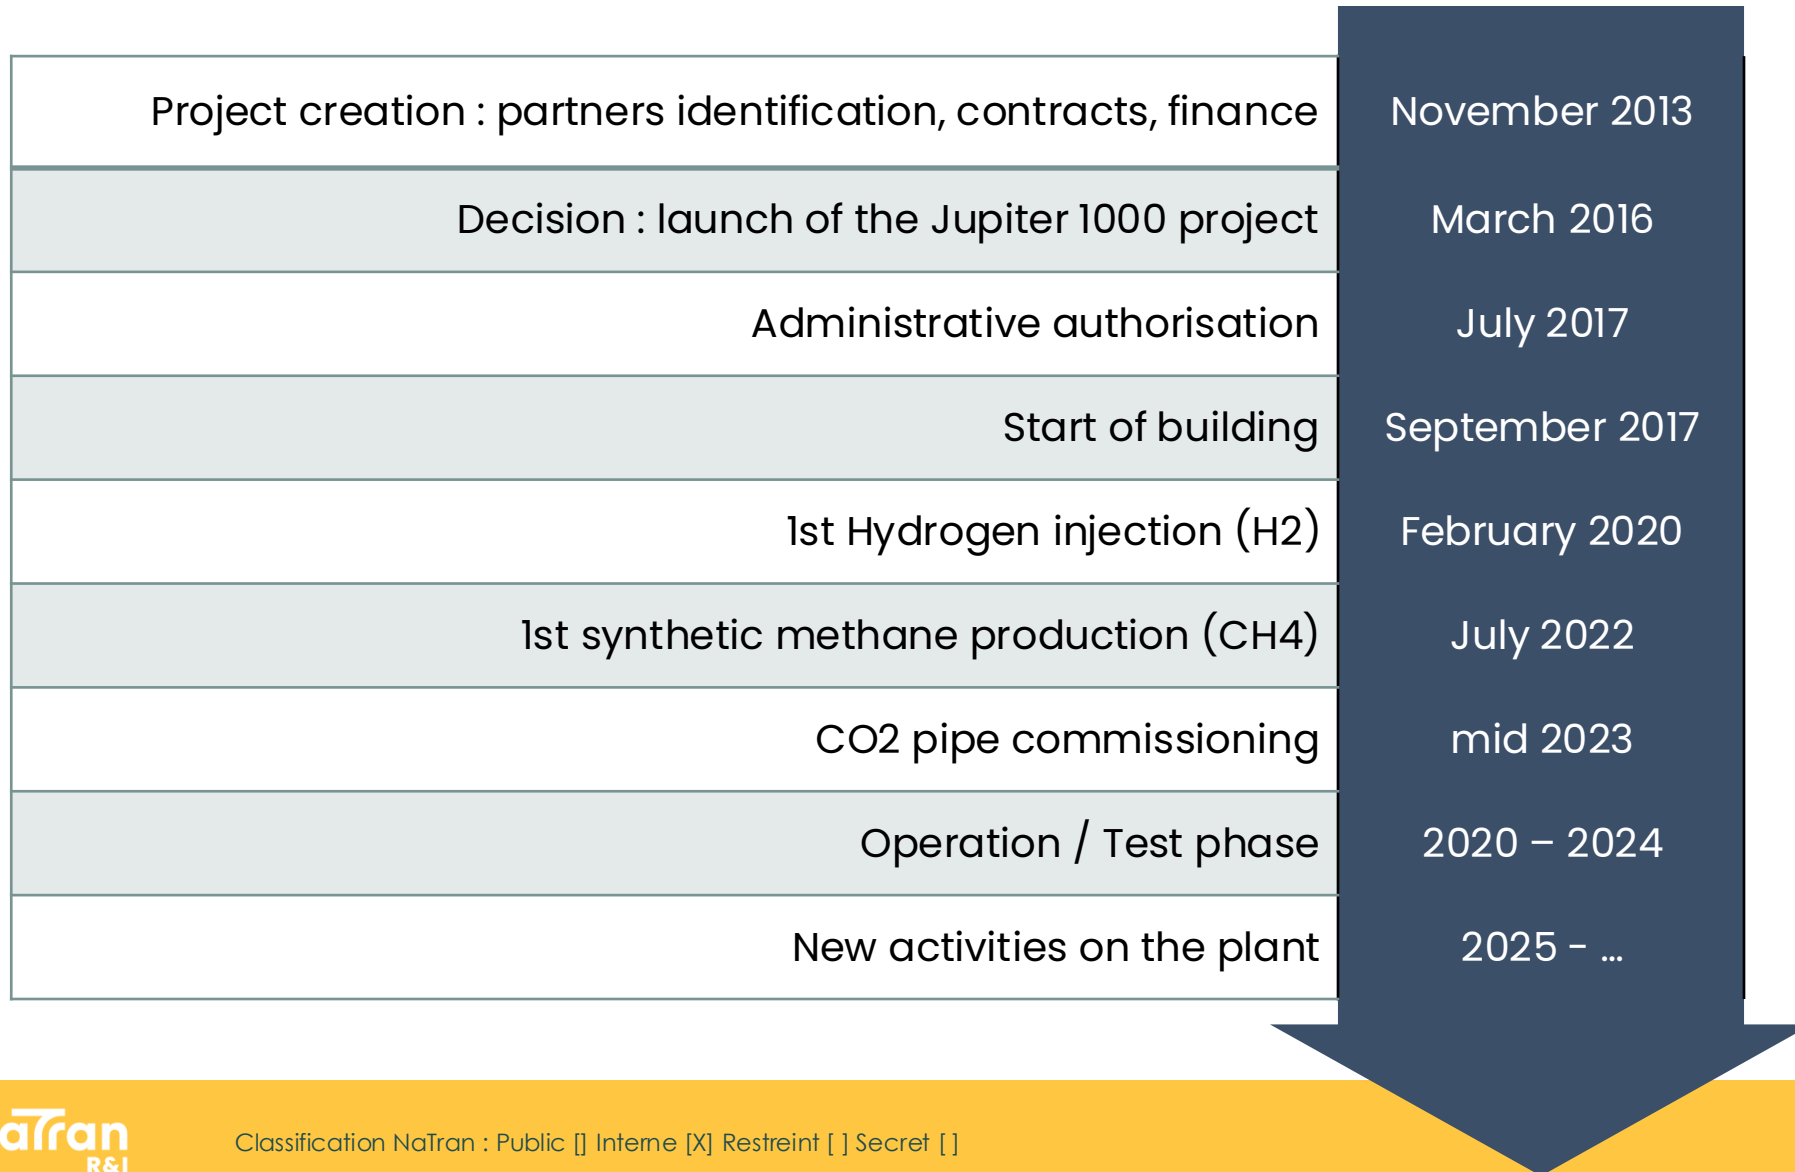 Project creation : partners identification, contracts, finance November 2013
Decision : launch of the Jupiter 1000 project March 2016
Administrative authorisation July 2017
Start of building September 2017
1st Hydrogen injection (H2) February 2020
1st synthetic methane production (CH4) July 2022
CO2 pipe commissioning mid 2023
Operation / Test phase 2020 – 2024
New activities on the plant 2025 - ...
aTran
R&I
Classification NaTran : Public [] Interne [X] Restreint [ ] Secret [ ]